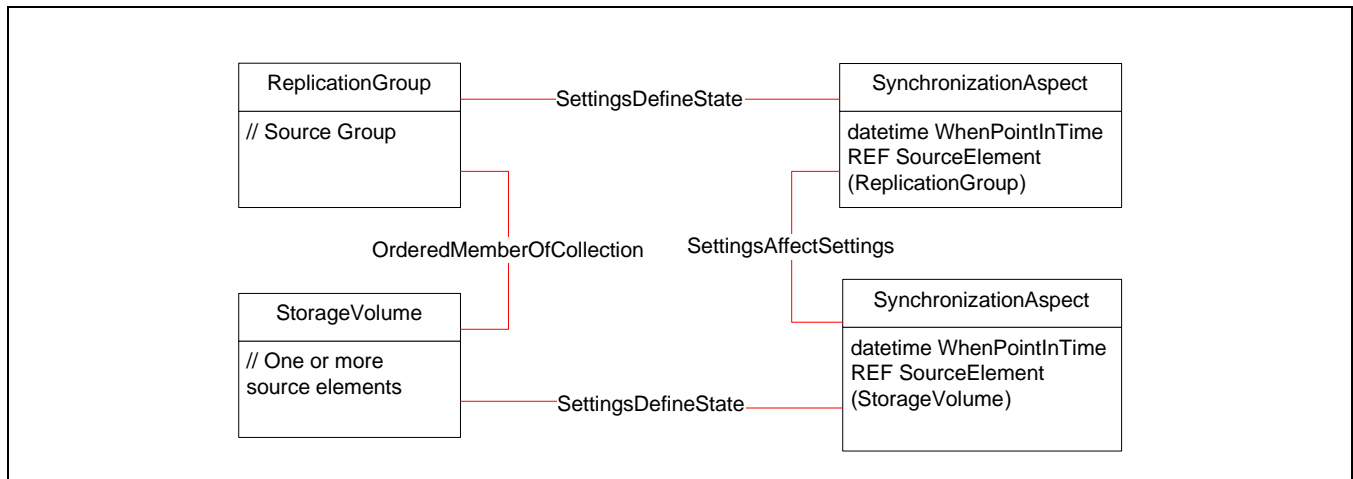 ReplicationGroup
// Source Group
SettingsDefineState
SynchronizationAspect
datetime WhenPointInTime
REF SourceElement
(ReplicationGroup)
OrderedMemberOfCollection
SettingsAffectSettings
StorageVolume
// One or more
source elements
SettingsDefineState
SynchronizationAspect
datetime WhenPointInTime
REF SourceElement
(StorageVolume)